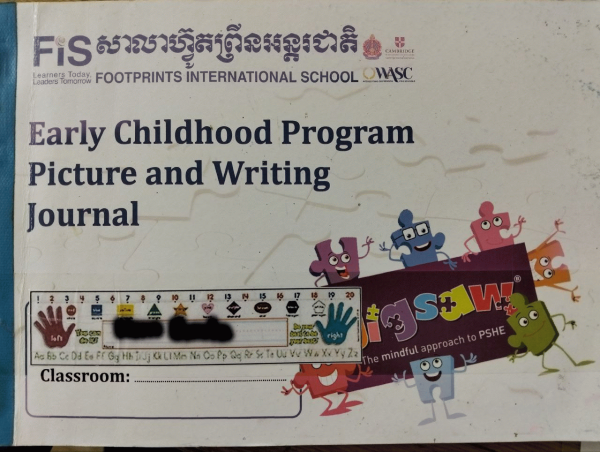 FIS សាលាហ្វ៊ូតព្រីនអន្តរជាតិ
Learners Today,
Leaders Tomorrow
FOOTPRINTS INTERNATIONAL SCHOOL
CAMBRIDGE
WASC
Early Childhood Program
Picture and Writing
Journal
1 2 3 4 5 6 7 8 9 10 11 12 13 14 15 16 17 18 19 20
left
right
Aa Bb Cc Dd Ee Ff Gg Hh Ii Jj Kk Ll Mm Nn Oo Pp Qq Rr Ss Tt Uu Vv Ww Xx Yy Zz
Classroom:
Jigsaw®
The mindful approach to PSHE